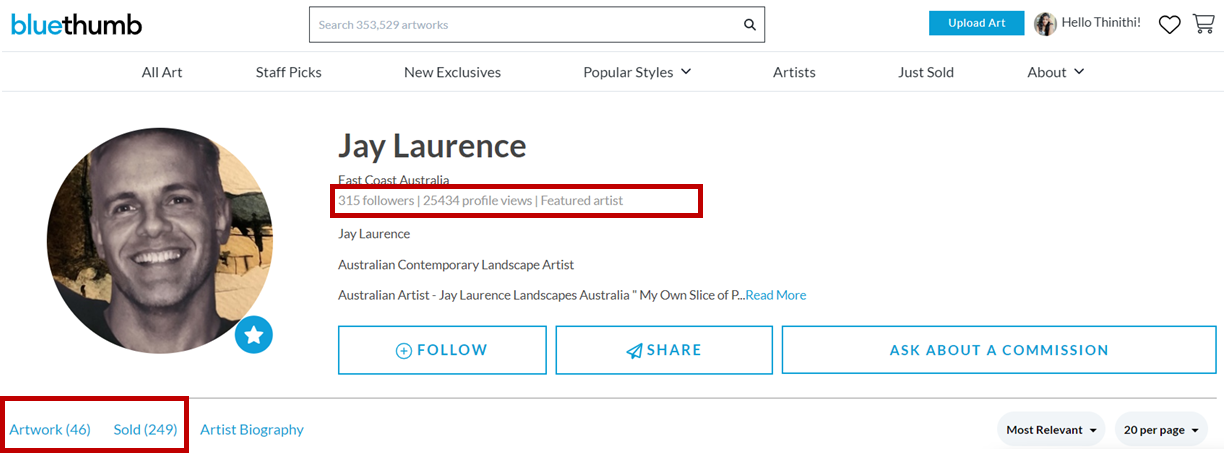 bluethumb
Search 353,529 artworks
Upload Art
Hello Thinithi!
All Art
Staff Picks
New Exclusives
Popular Styles
Artists
Just Sold
About
Jay Laurence
East Coast Australia
315 followers | 25434 profile views | Featured artist
Jay Laurence
Australian Contemporary Landscape Artist
Australian Artist - Jay Laurence Landscapes Australia " My Own Slice of P...Read More
FOLLOW
SHARE
ASK ABOUT A COMMISSION
Artwork (46)
Sold (249)
Artist Biography
Most Relevant
20 per page